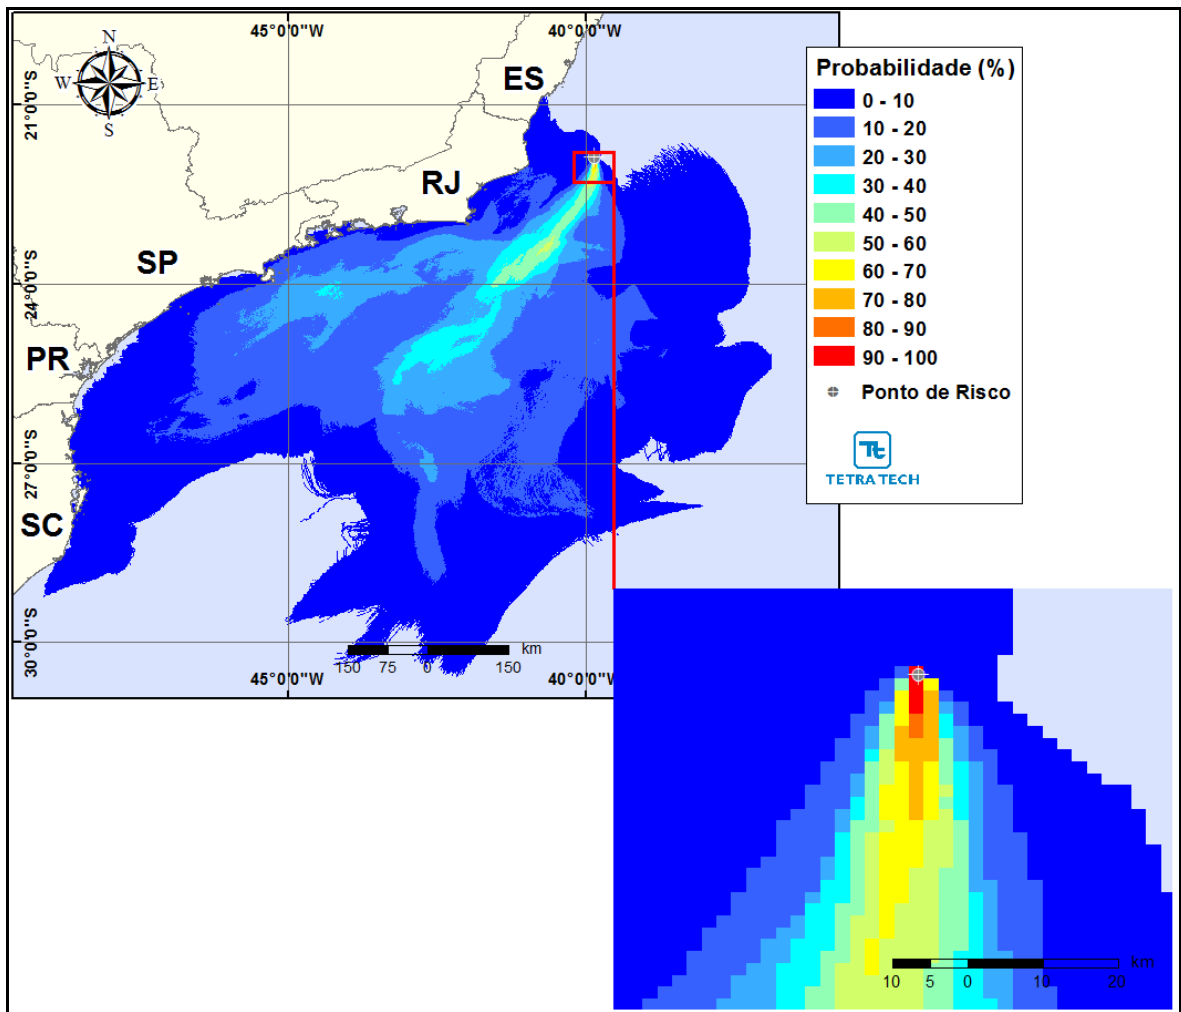 45°0'0"W
40°0'0"W
N
W
E
S
21°0'0"S
24°0'0"S
27°0'0"S
30°0'0"S
ES
RJ
SP
PR
SC
Probabilidade (%)
0 - 10
10 - 20
20 - 30
30 - 40
40 - 50
50 - 60
60 - 70
70 - 80
80 - 90
90 - 100
Ponto de Risco
Tt
TETRA TECH
km
150 75 0 150
45°0'0"W
40°0'0"W
km
10 5 0 10 20